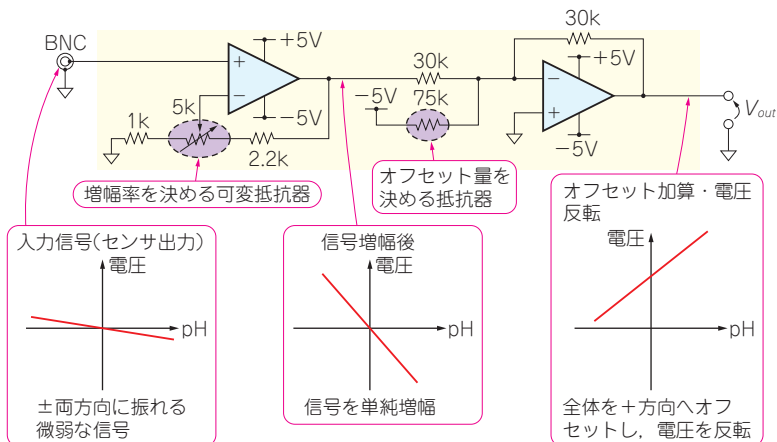 BNC
+5V
−5V
1k
5k
2.2k
増幅率を決める可変抵抗器
30k
−5V
75k
オフセット量を
決める抵抗器
30k
+5V
−5V
Vout
入力信号(センサ出力)
電圧
pH
±両方向に振れる
微弱な信号
信号増幅後
電圧
pH
信号を単純増幅
オフセット加算・電圧
反転
電圧
pH
全体を+方向へオフ
セットし,電圧を反転